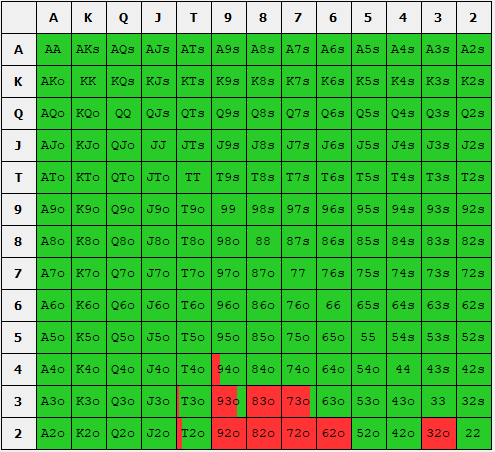 A K Q J T 9 8 7 6 5 4 3 2
A AA AKs AQs AJs ATs A9s A8s A7s A6s A5s A4s A3s A2s
K AKo KK KQs KJs KTs K9s K8s K7s K6s K5s K4s K3s K2s
Q AQo KQo QQ QJs QTs Q9s Q8s Q7s Q6s Q5s Q4s Q3s Q2s
J AJo KJo QJo JJ JTs J9s J8s J7s J6s J5s J4s J3s J2s
T ATo KTo QTo JTo TT T9s T8s T7s T6s T5s T4s T3s T2s
9 A9o K9o Q9o J9o T9o 99 98s 97s 96s 95s 94s 93s 92s
8 A8o K8o Q8o J8o T8o 98o 88 87s 86s 85s 84s 83s 82s
7 A7o K7o Q7o J7o T7o 97o 87o 77 76s 75s 74s 73s 72s
6 A6o K6o Q6o J6o T6o 96o 86o 76o 66 65s 64s 63s 62s
5 A5o K5o Q5o J5o T5o 95o 85o 75o 65o 55 54s 53s 52s
4 A4o K4o Q4o J4o T4o 94o 84o 74o 64o 54o 44 43s 42s
3 A3o K3o Q3o J3o T3o 93o 83o 73o 63o 53o 43o 33 32s
2 A2o K2o Q2o J2o T2o 92o 82o 72o 62o 52o 42o 32o 22